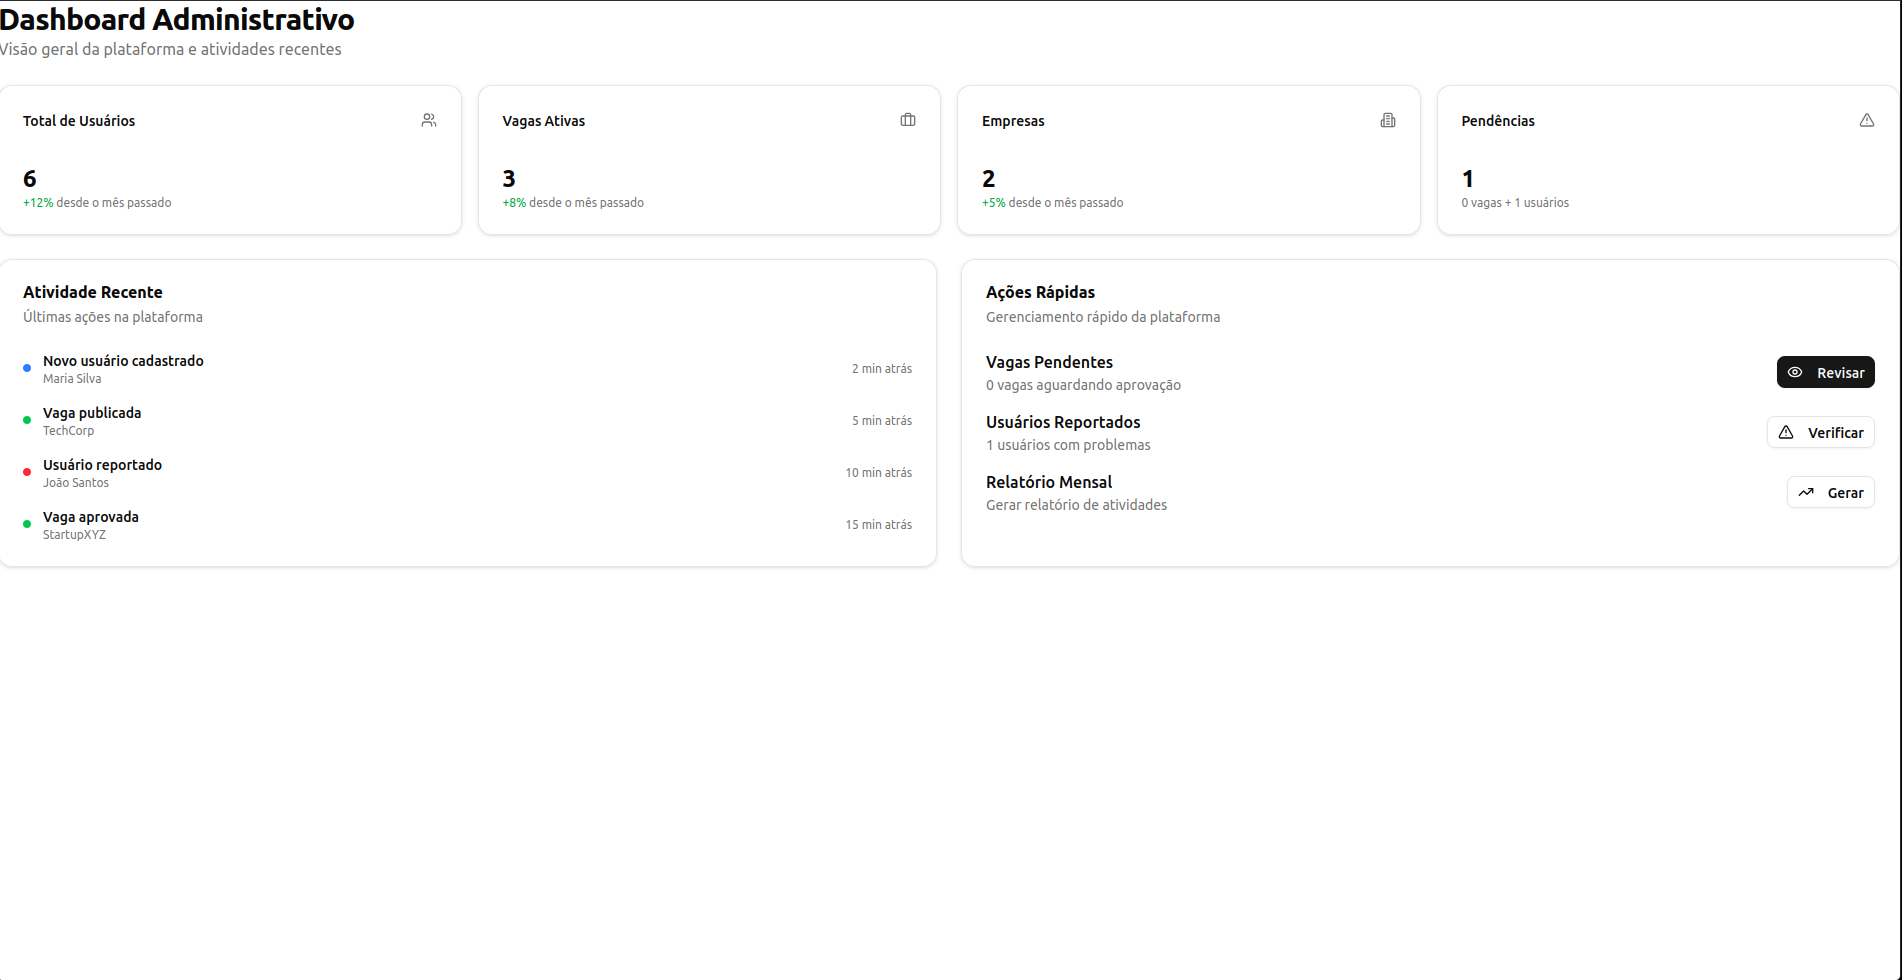 Dashboard Administrativo
Visão geral da plataforma e atividades recentes
Total de Usuários
6
+12% desde o mês passado
Vagas Ativas
3
+8% desde o mês passado
Empresas
2
+5% desde o mês passado
Pendências
1
0 vagas + 1 usuários
Atividade Recente
Últimas ações na plataforma
Novo usuário cadastrado
Maria Silva
2 min atrás
Vaga publicada
TechCorp
5 min atrás
Usuário reportado
João Santos
10 min atrás
Vaga aprovada
StartupXYZ
15 min atrás
Ações Rápidas
Gerenciamento rápido da plataforma
Vagas Pendentes
0 vagas aguardando aprovação
Revisar
Usuários Reportados
1 usuários com problemas
Verificar
Relatório Mensal
Gerar relatório de atividades
Gerar